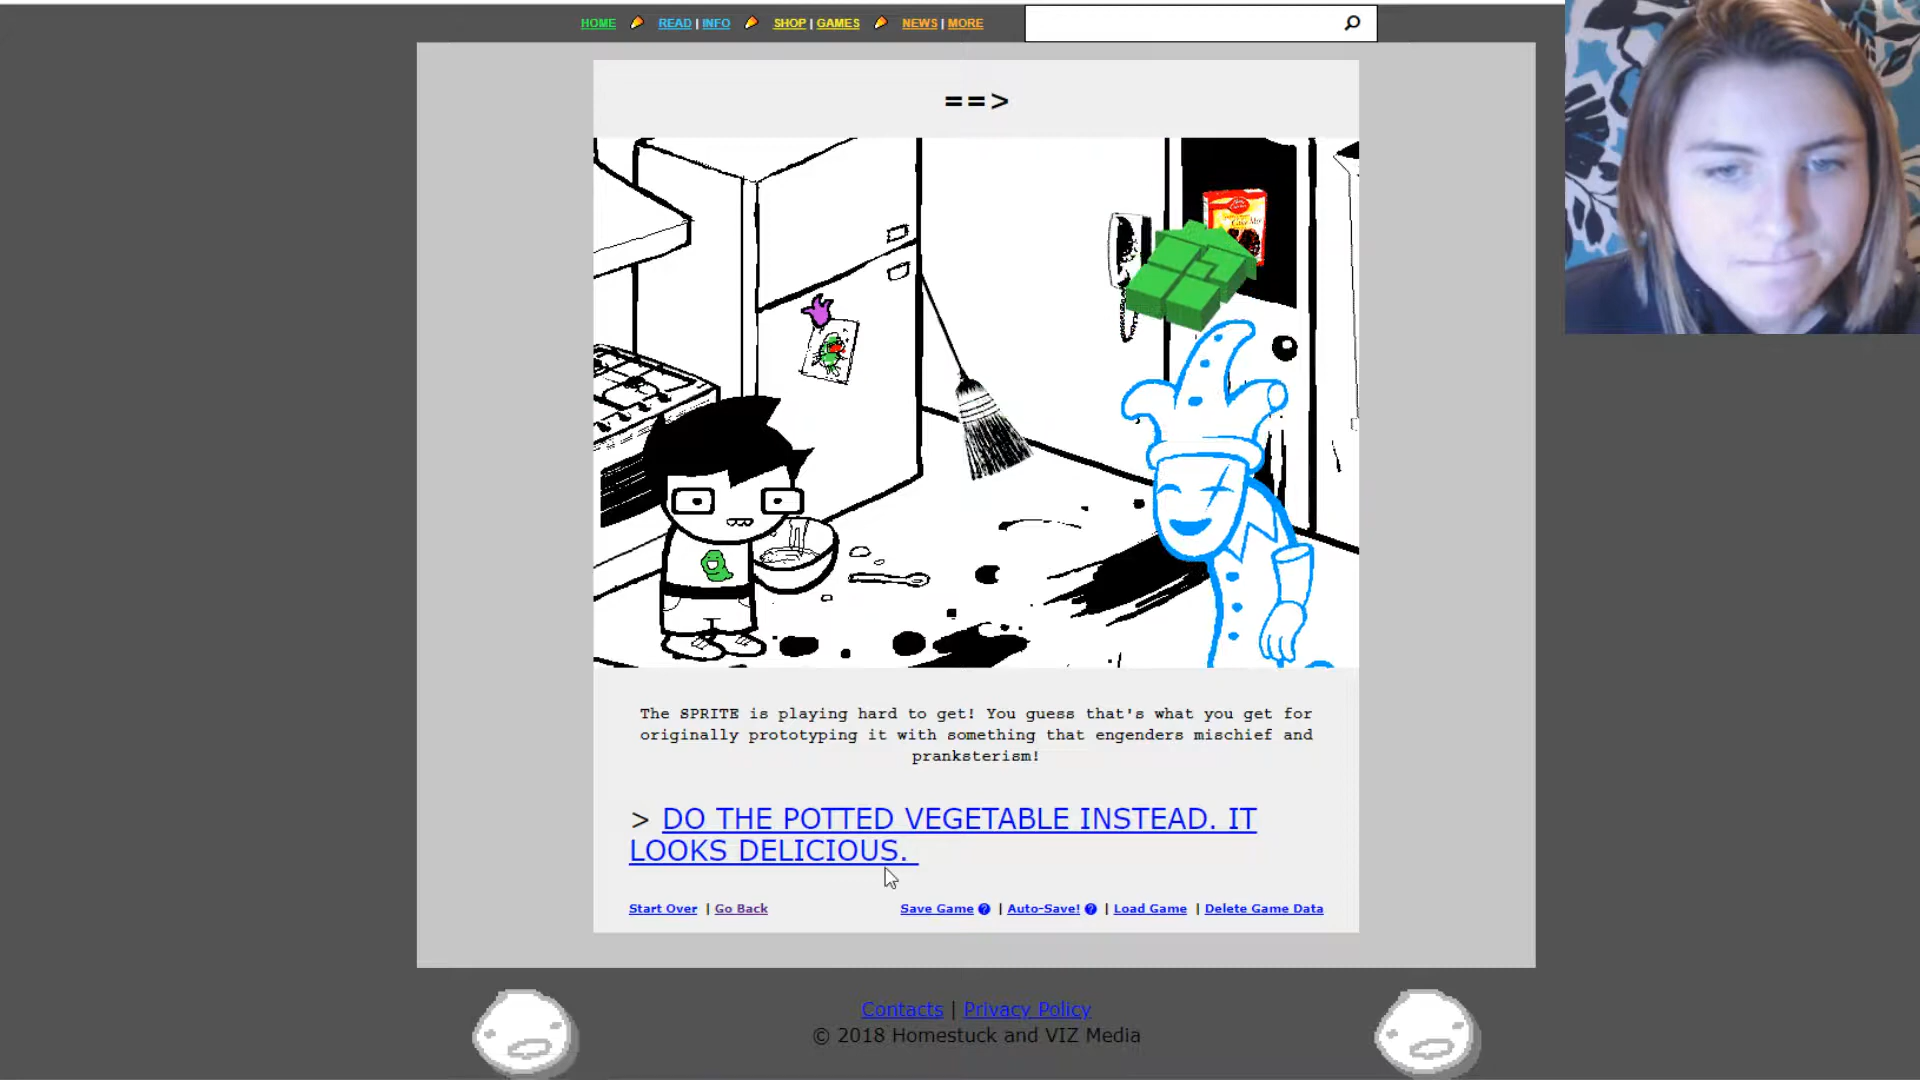 HOME READ | INFO SHOP | GAMES NEWS | MORE
==>
The SPRITE is playing hard to get! You guess that's what you get for
originally prototyping it with something that engenders mischief and
pranksterism!
> DO THE POTTED VEGETABLE INSTEAD. IT
LOOKS DELICIOUS.
Start Over | Go Back Save Game ? | Auto-Save! ? | Load Game | Delete Game Data
Contacts | Privacy Policy
© 2018 Homestuck and VIZ Media